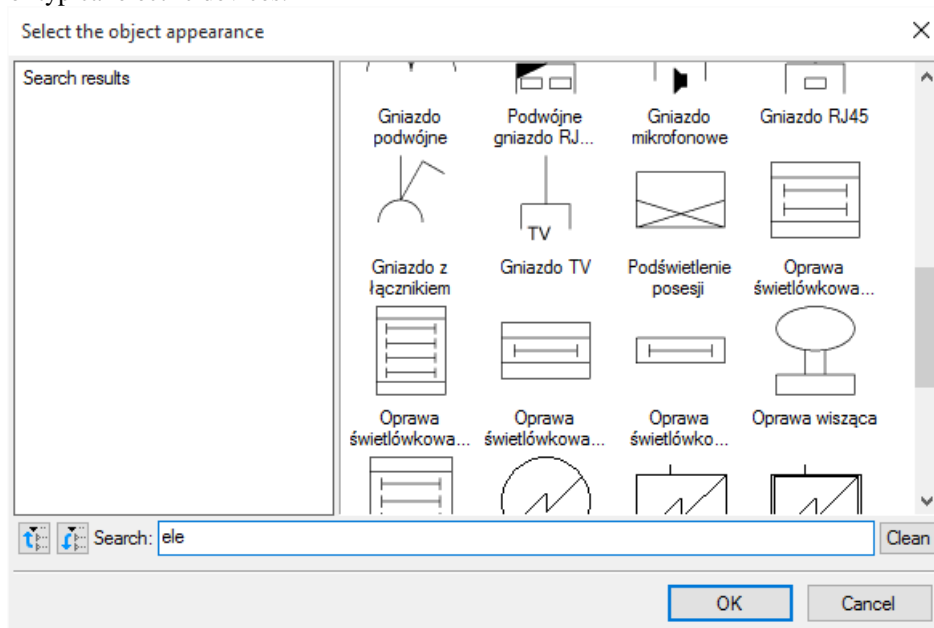 Select the object appearance
Search results
Gniazdo
podwójne
Podwójne
gniazdo RJ...
Gniazdo
mikrofonowe
Gniazdo RJ45
TV
Gniazdo z
łącznikiem
Gniazdo TV
Podświetlenie
posesji
Oprawa
świetlówkowa...
Oprawa
świetlówkowa...
Oprawa
świetlówkowa...
Oprawa
świetlówko...
Oprawa wisząca
Search: ele
Clean
OK
Cancel